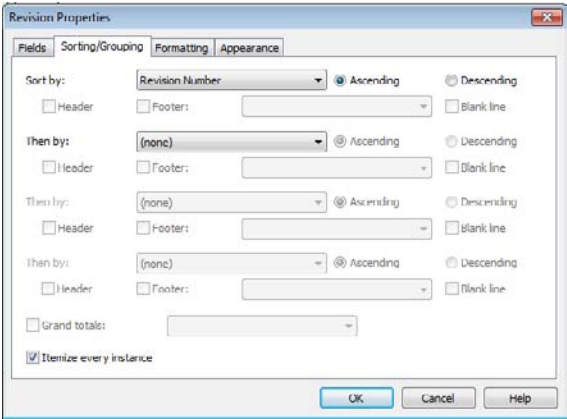 Revision Properties
Fields Sorting/Grouping Formatting Appearance
Sort by: Revision Number Ascending Descending
Header Footer: Blank line
Then by: (none) Ascending Descending
Header Footer: Blank line
Then by: (none) Ascending Descending
Header Footer: Blank line
Then by: (none) Ascending Descending
Header Footer: Blank line
Grand totals:
Itemize every instance
OK Cancel Help